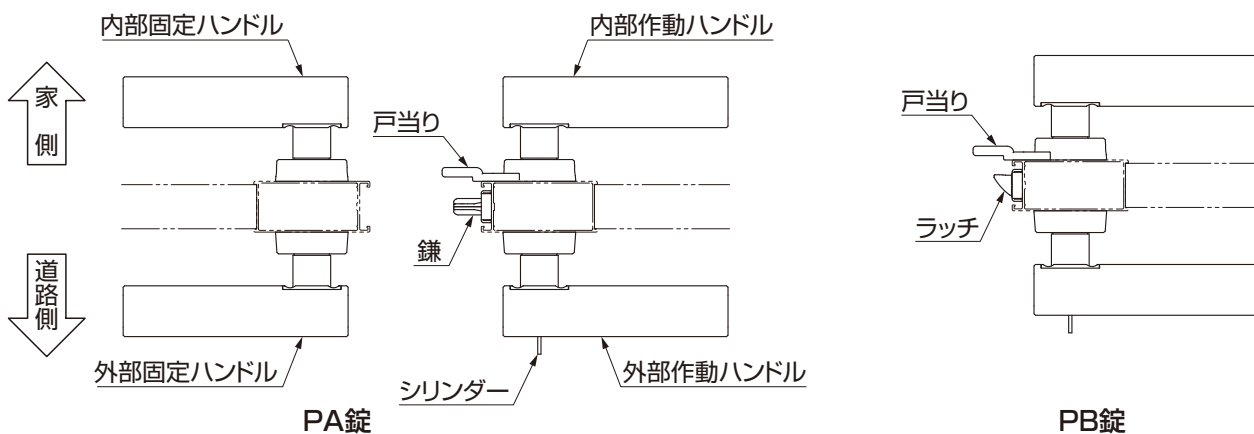 内部固定ハンドル
内部作動ハンドル
家側
戸当り
戸当り
鎌
ラッチ
道路側
外部固定ハンドル
シリンダー
外部作動ハンドル
PA錠
PB錠